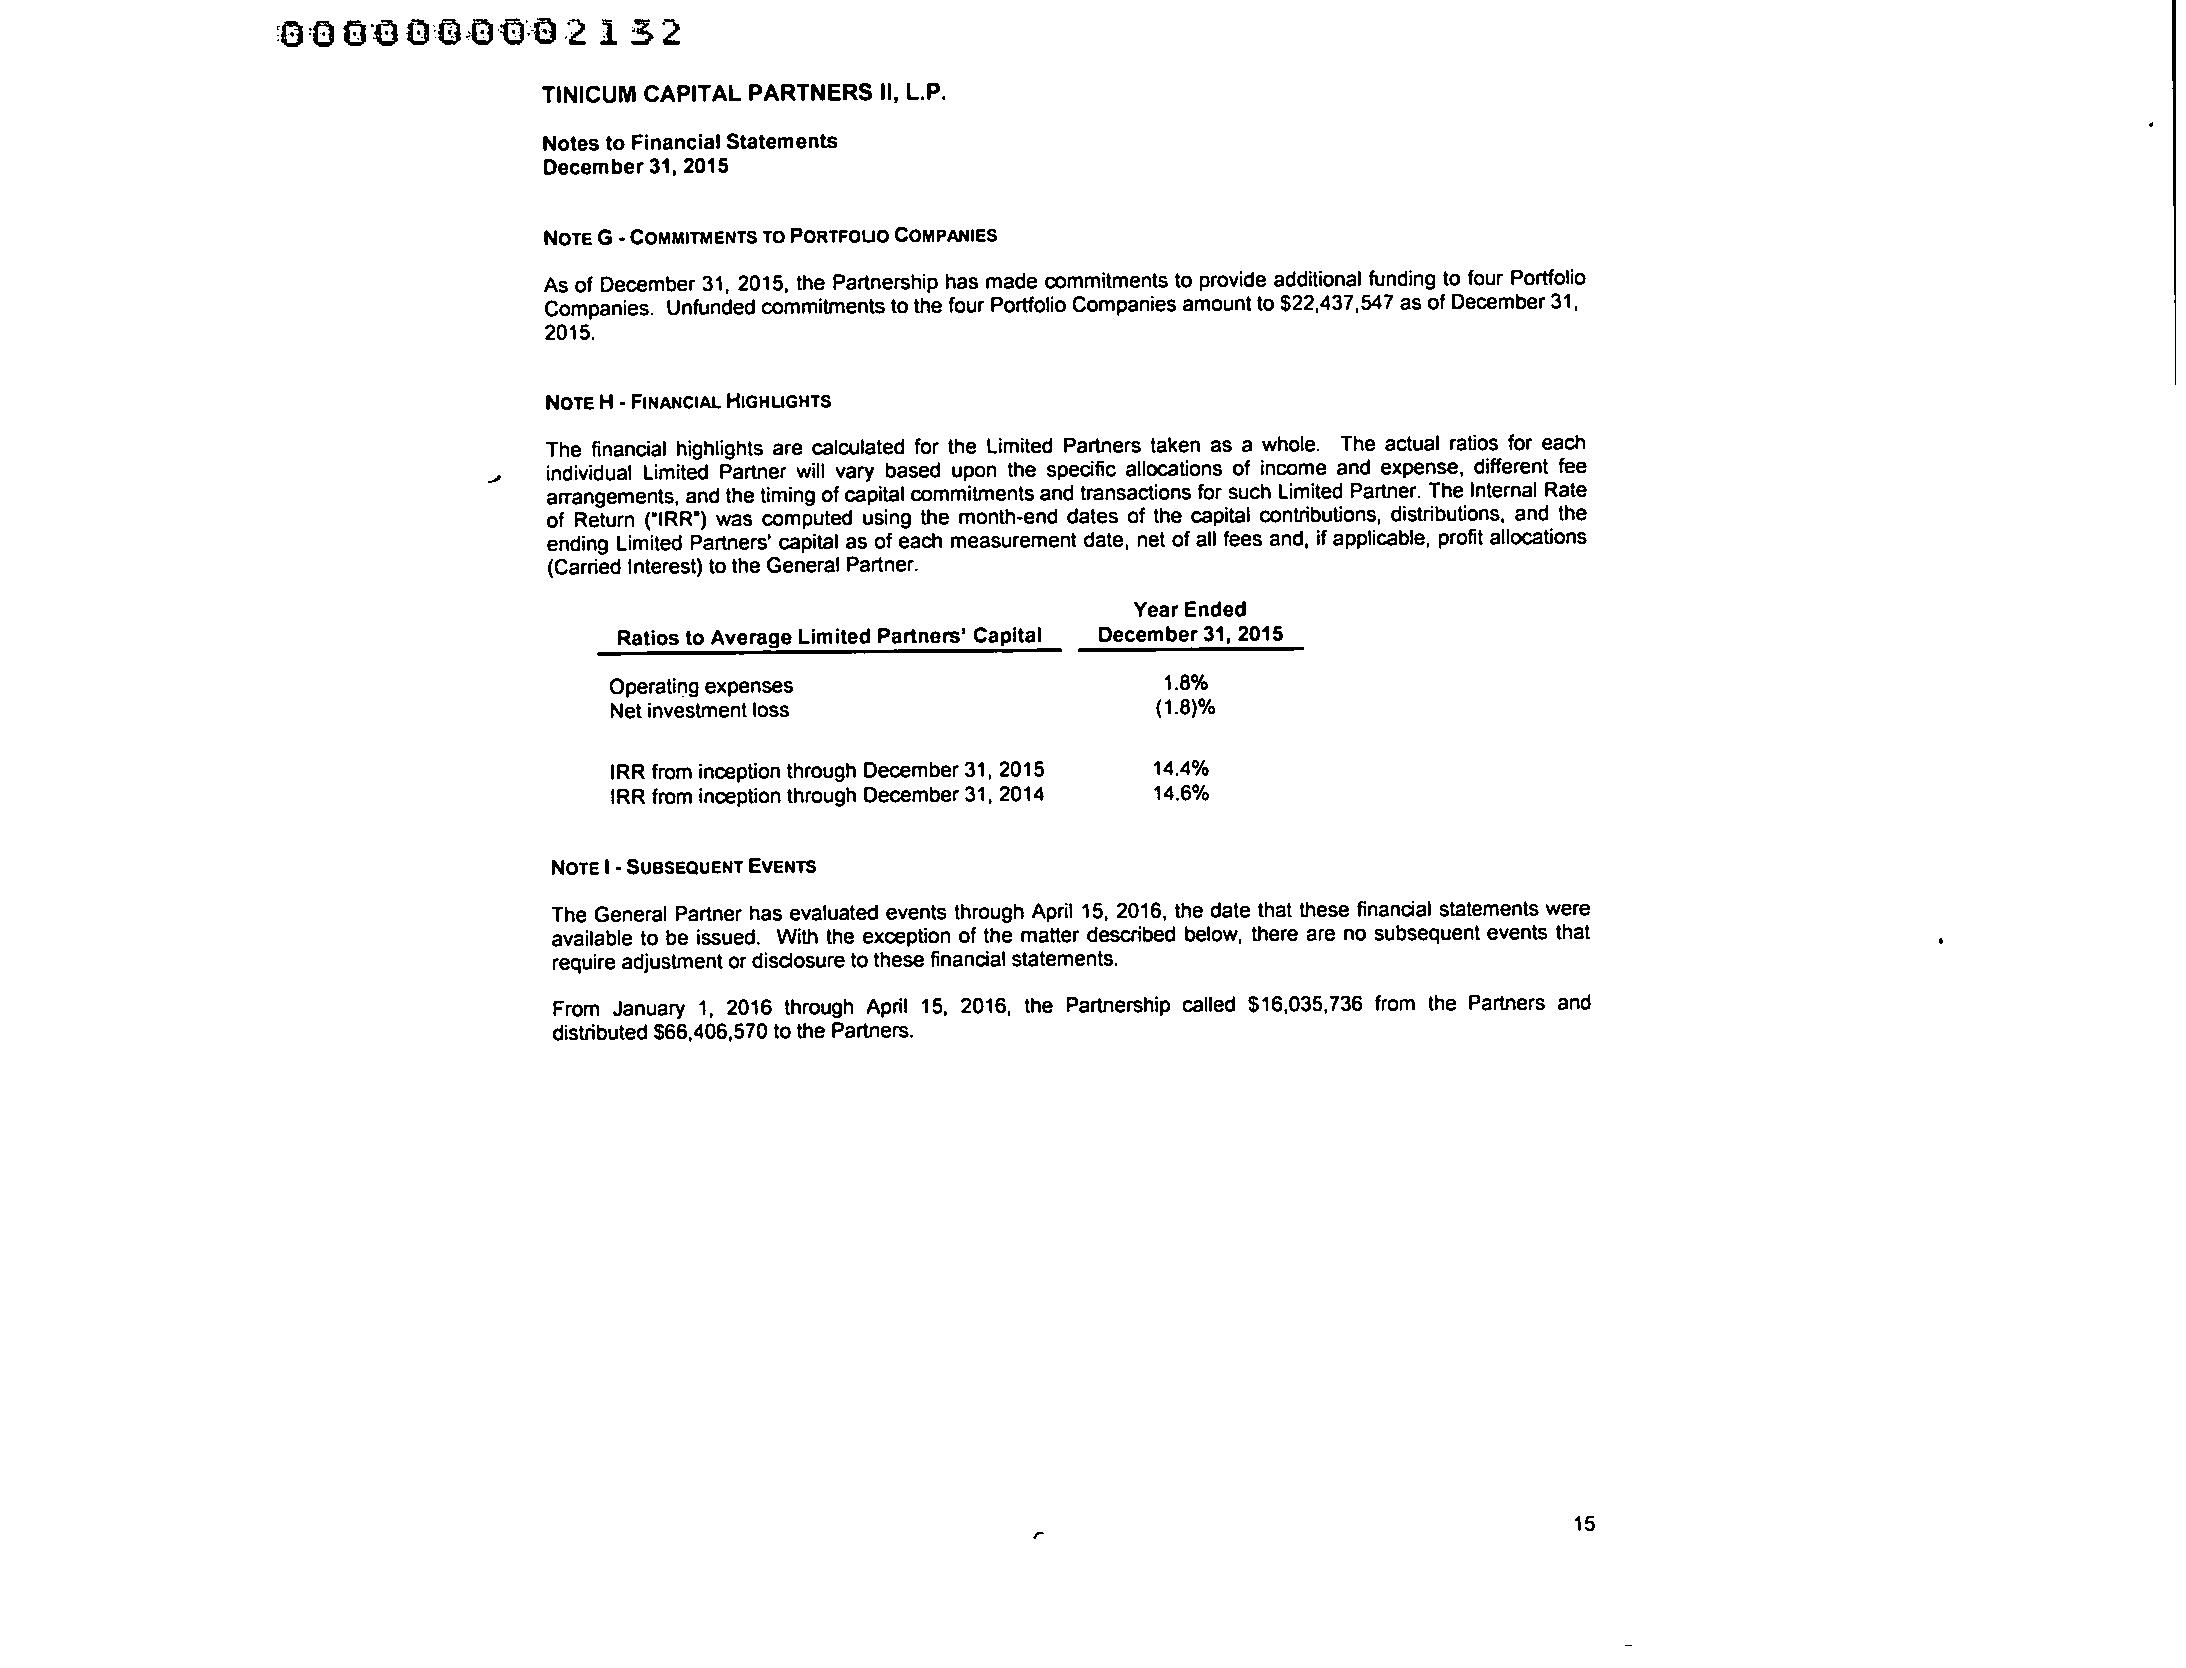 0000000002132
TINICUM CAPITAL PARTNERS II, L.P.
Notes to Financial Statements
December 31, 2015
NOTE G - COMMITMENTS TO PORTFOLIO COMPANIES
As of December 31, 2015, the Partnership has made commitments to provide additional funding to four Portfolio
Companies. Unfunded commitments to the four Portfolio Companies amount to $22,437,547 as of December 31,
2015.
NOTE H - FINANCIAL HIGHLIGHTS
The financial highlights are calculated for the Limited Partners taken as a whole. The actual ratios for each
individual Limited Partner will vary based upon the specific allocations of income and expense, different fee
arrangements, and the timing of capital commitments and transactions for such Limited Partner. The Internal Rate
of Return ("IRR") was computed using the month-end dates of the capital contributions, distributions, and the
ending Limited Partners' capital as of each measurement date, net of all fees and, if applicable, profit allocations
(Carried Interest) to the General Partner.
Year Ended
Ratios to Average Limited Partners' Capital December 31, 2015
Operating expenses 1.8%
Net investment loss (1.8)%
IRR from inception through December 31, 2015 14.4%
IRR from inception through December 31, 2014 14.6%
NOTE I - SUBSEQUENT EVENTS
The General Partner has evaluated events through April 15, 2016, the date that these financial statements were
available to be issued. With the exception of the matter described below, there are no subsequent events that
require adjustment or disclosure to these financial statements.
From January 1, 2016 through April 15, 2016, the Partnership called $16,035,736 from the Partners and
distributed $66,406,570 to the Partners.
15